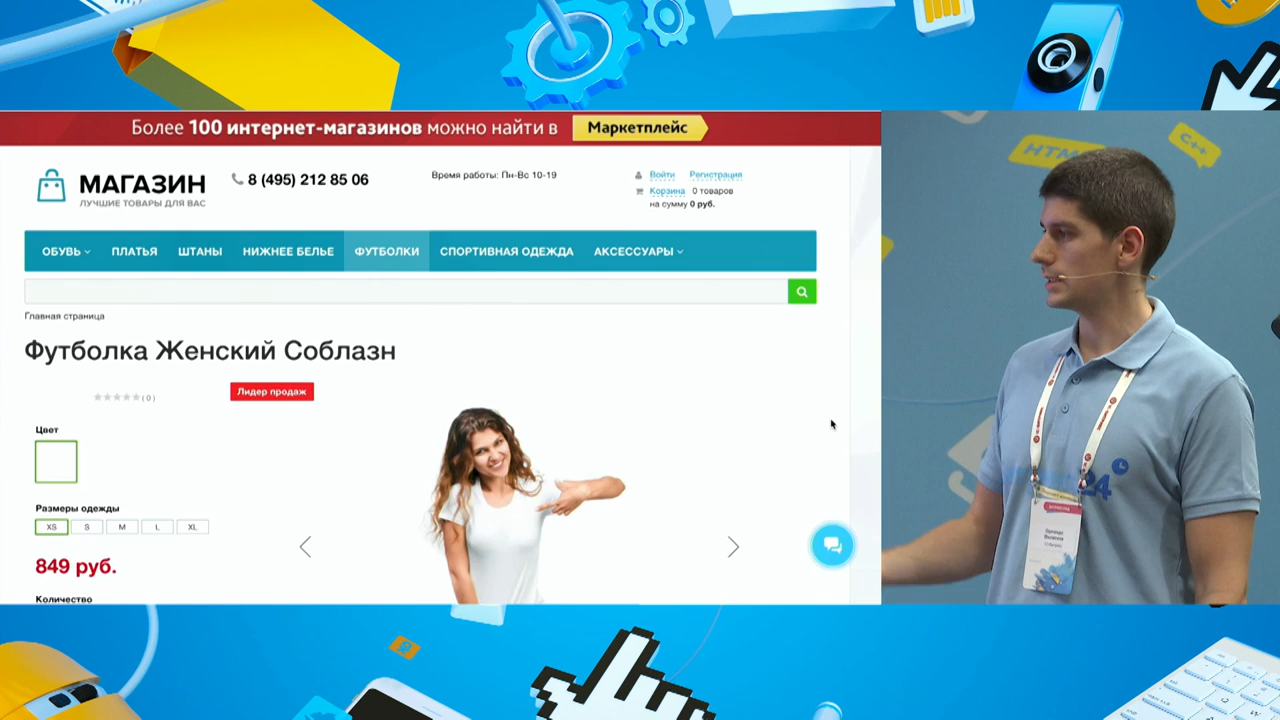 Более 100 интернет-магазинов можно найти в Маркетплейс
МАГАЗИН
ЛУЧШИЕ ТОВАРЫ ДЛЯ ВАС
8 (495) 212 85 06
Время работы: Пн-Вс 10-19
Войти Регистрация
Корзина 0 товаров
на сумму 0 руб.
ОБУВЬ ПЛАТЬЯ ШТАНЫ НИЖНЕЕ БЕЛЬЕ ФУТБОЛКИ СПОРТИВНАЯ ОДЕЖДА АКСЕССУАРЫ
Главная страница
Футболка Женский Соблазн
(0)
Лидер продаж
Цвет
Размеры одежды
XS S M L XL
849 руб.
Количество
HTML
C++
24